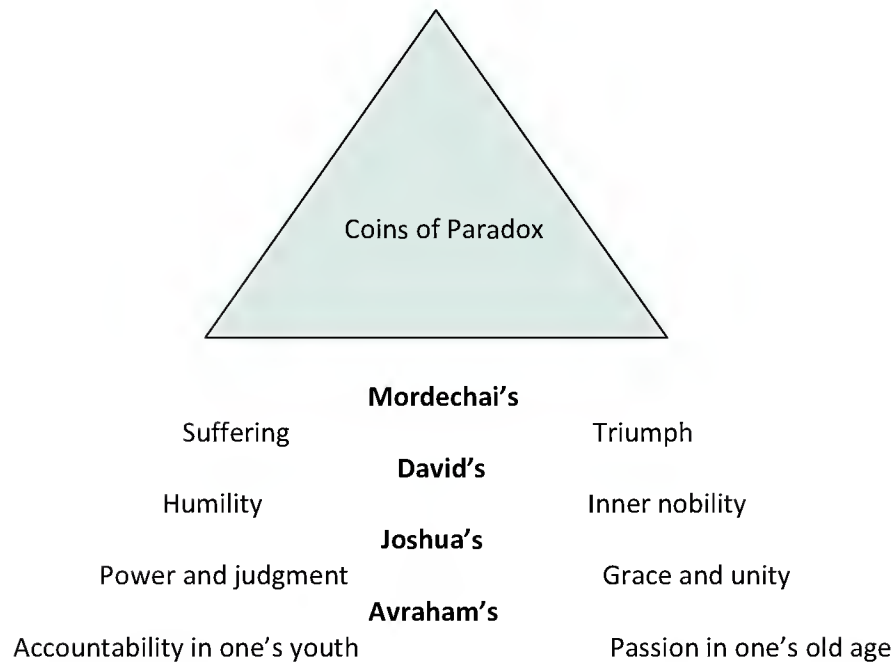 Coins of Paradox
Mordechai’s
Suffering Triumph
David’s
Humility Inner nobility
Joshua’s
Power and judgment Grace and unity
Avraham’s
Accountability in one’s youth Passion in one’s old age